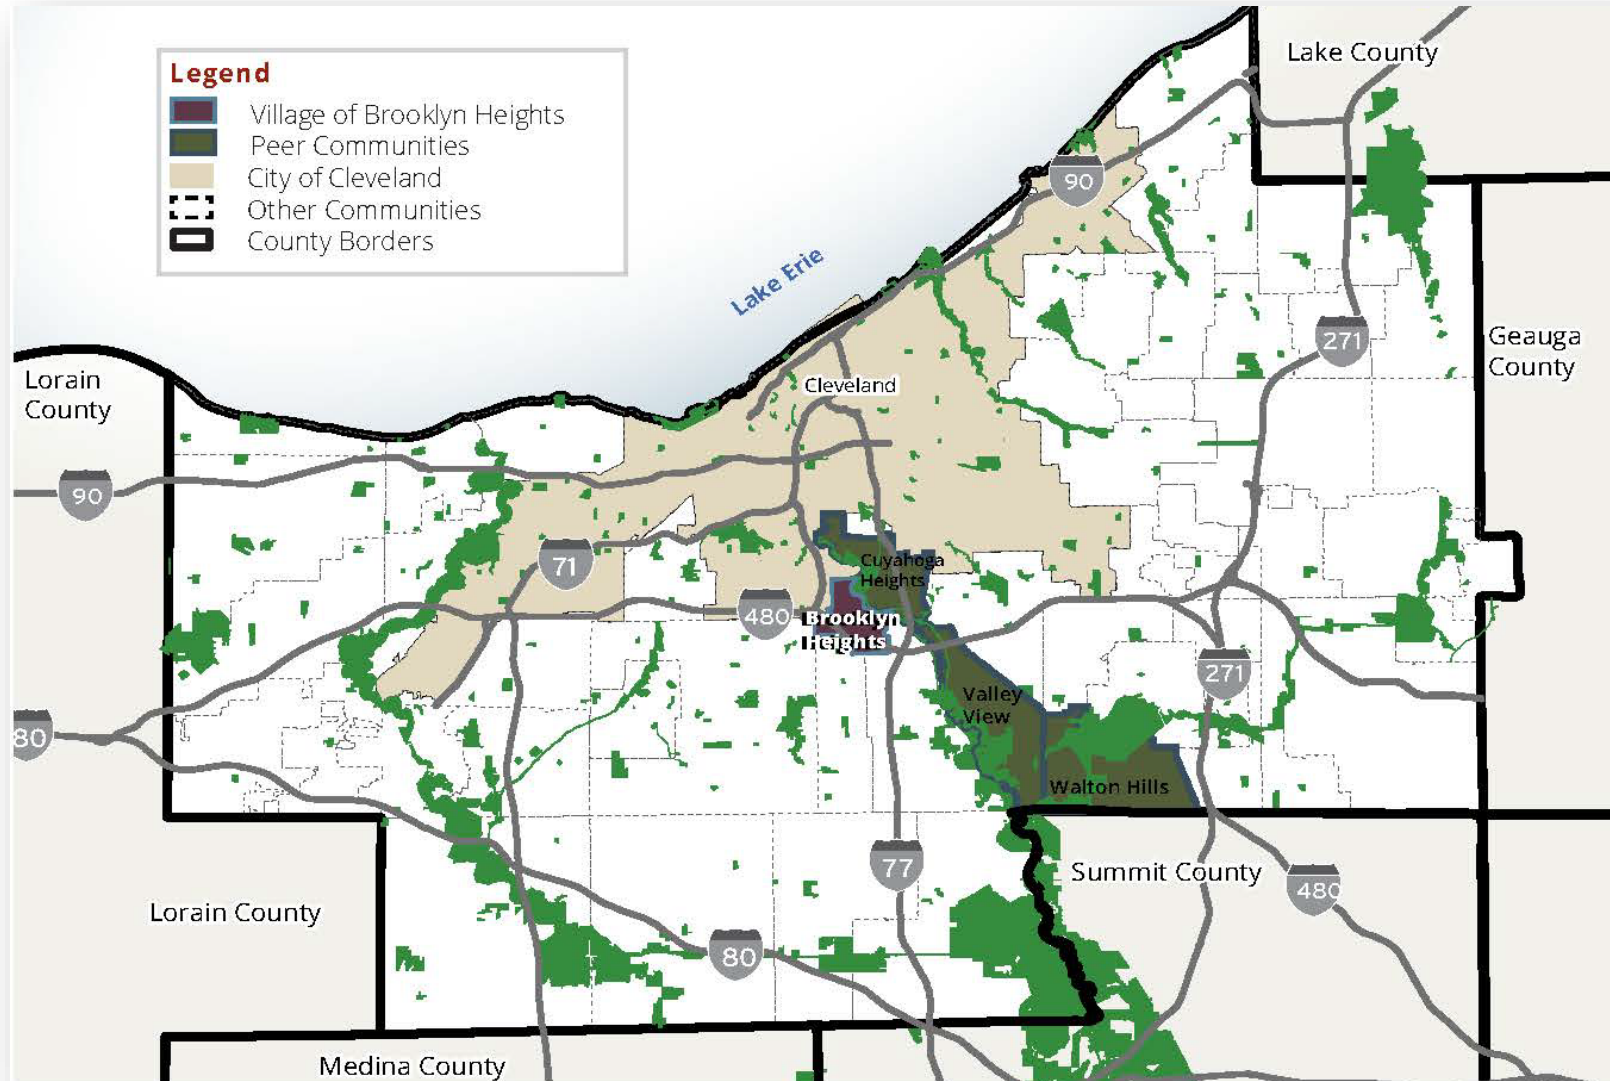 Legend
Village of Brooklyn Heights
Peer Communities
City of Cleveland
Other Communities
County Borders
Lake County
90
Lake Erie
271
Geauga
County
Lorain
County
Cleveland
90
71
Cuyahoga
Heights
480
Brooklyn
Heights
271
Valley
View
80
Walton Hills
77
Summit County
480
Lorain County
80
Medina County